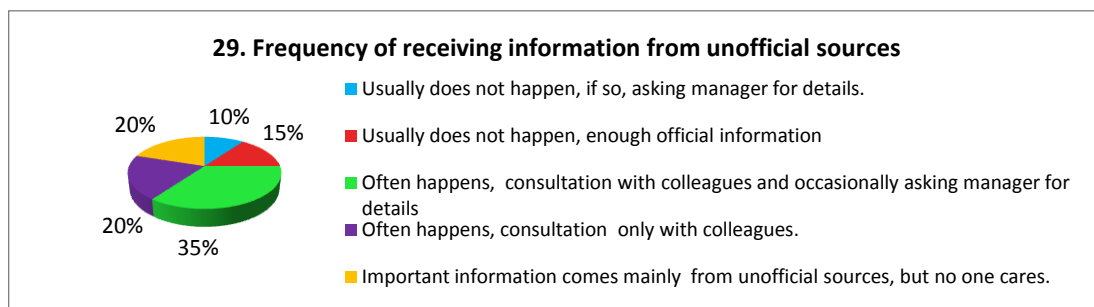 29. Frequency of receiving information from unofficial sources
10%
15%
35%
20%
20%
Usually does not happen, if so, asking manager for details.
Usually does not happen, enough official information
Often happens,  consultation with colleagues and occasionally asking manager for
details
Often happens, consultation  only with colleagues.
Important information comes mainly  from unofficial sources, but no one cares.